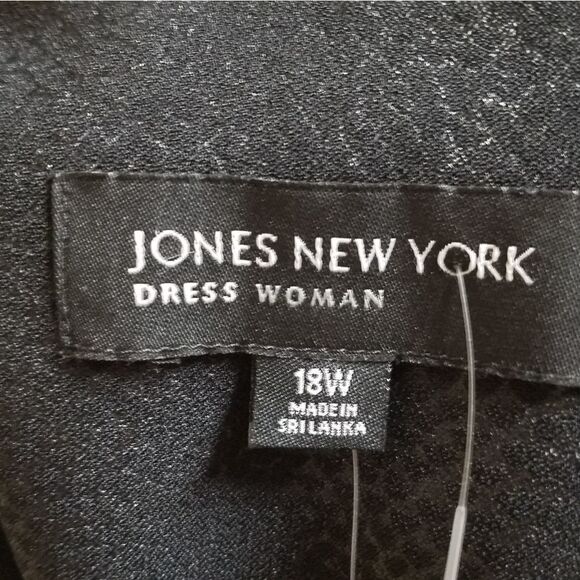 JONES NEW YORK
DRESS WOMAN
18W
MADE IN
SRI LANKA